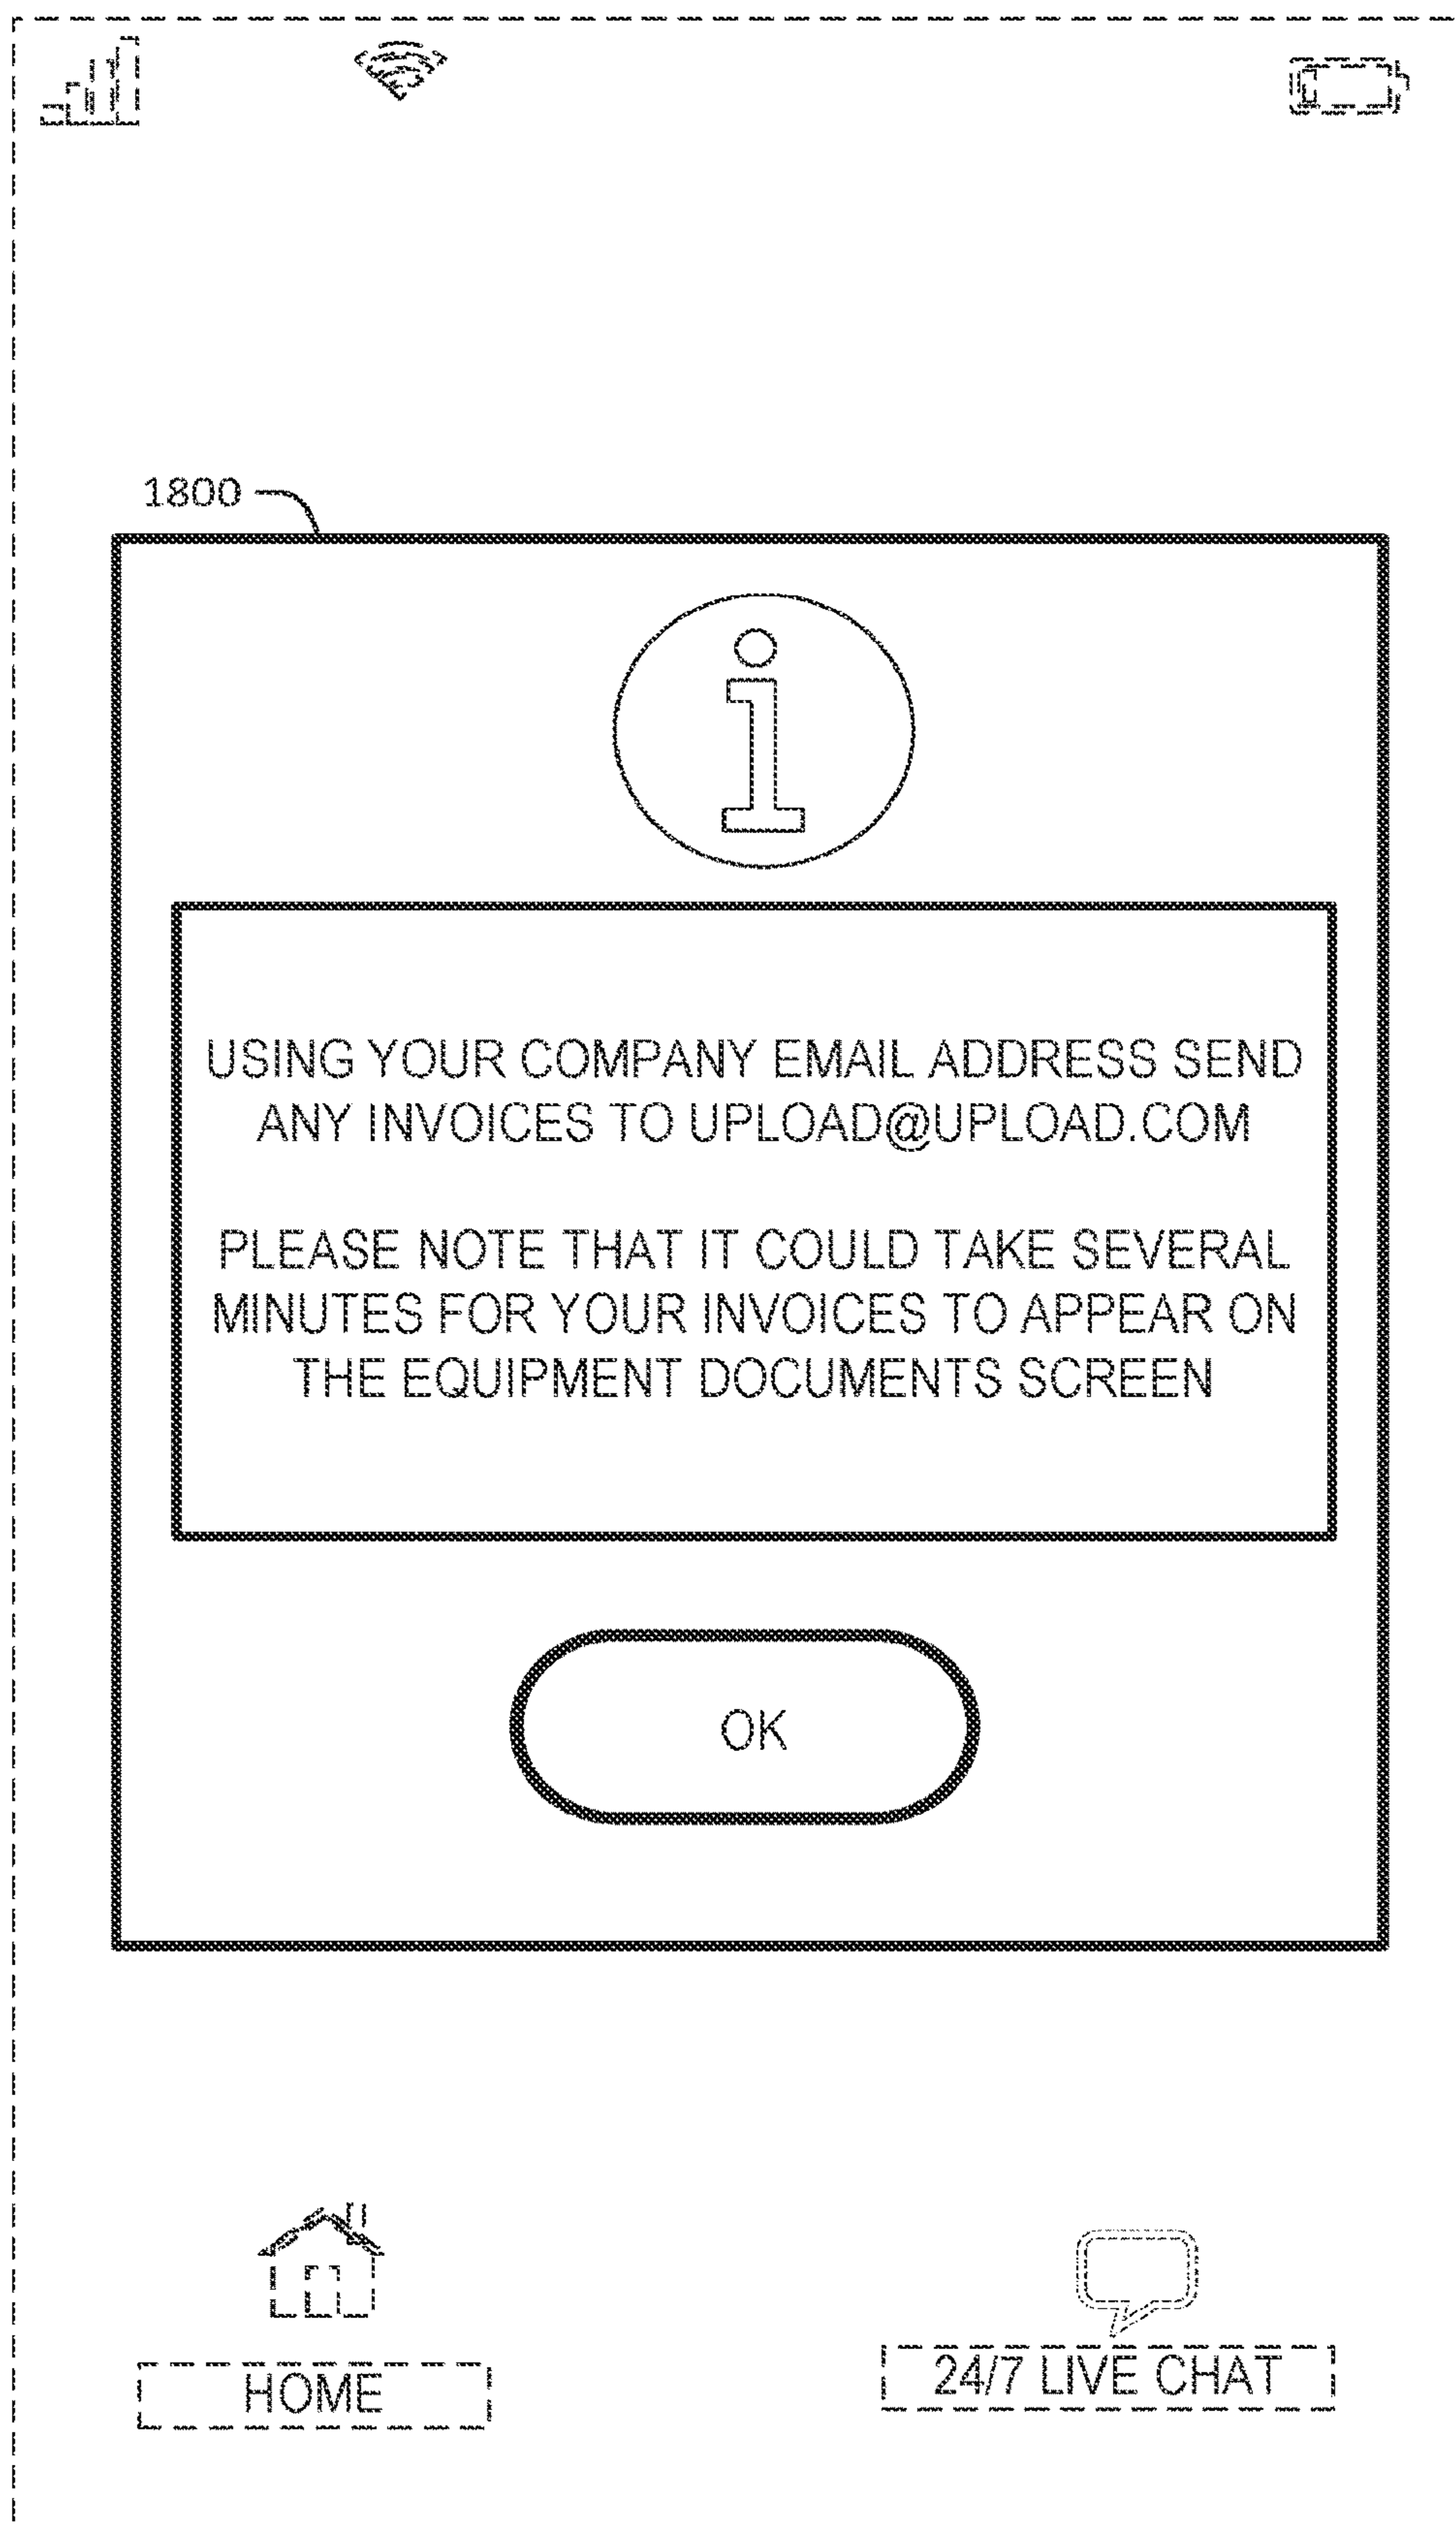 1800
i
USING YOUR COMPANY EMAIL ADDRESS SEND
ANY INVOICES TO UPLOAD@UPLOAD.COM
PLEASE NOTE THAT IT COULD TAKE SEVERAL
MINUTES FOR YOUR INVOICES TO APPEAR ON
THE EQUIPMENT DOCUMENTS SCREEN
OK
HOME
24/7 LIVE CHAT